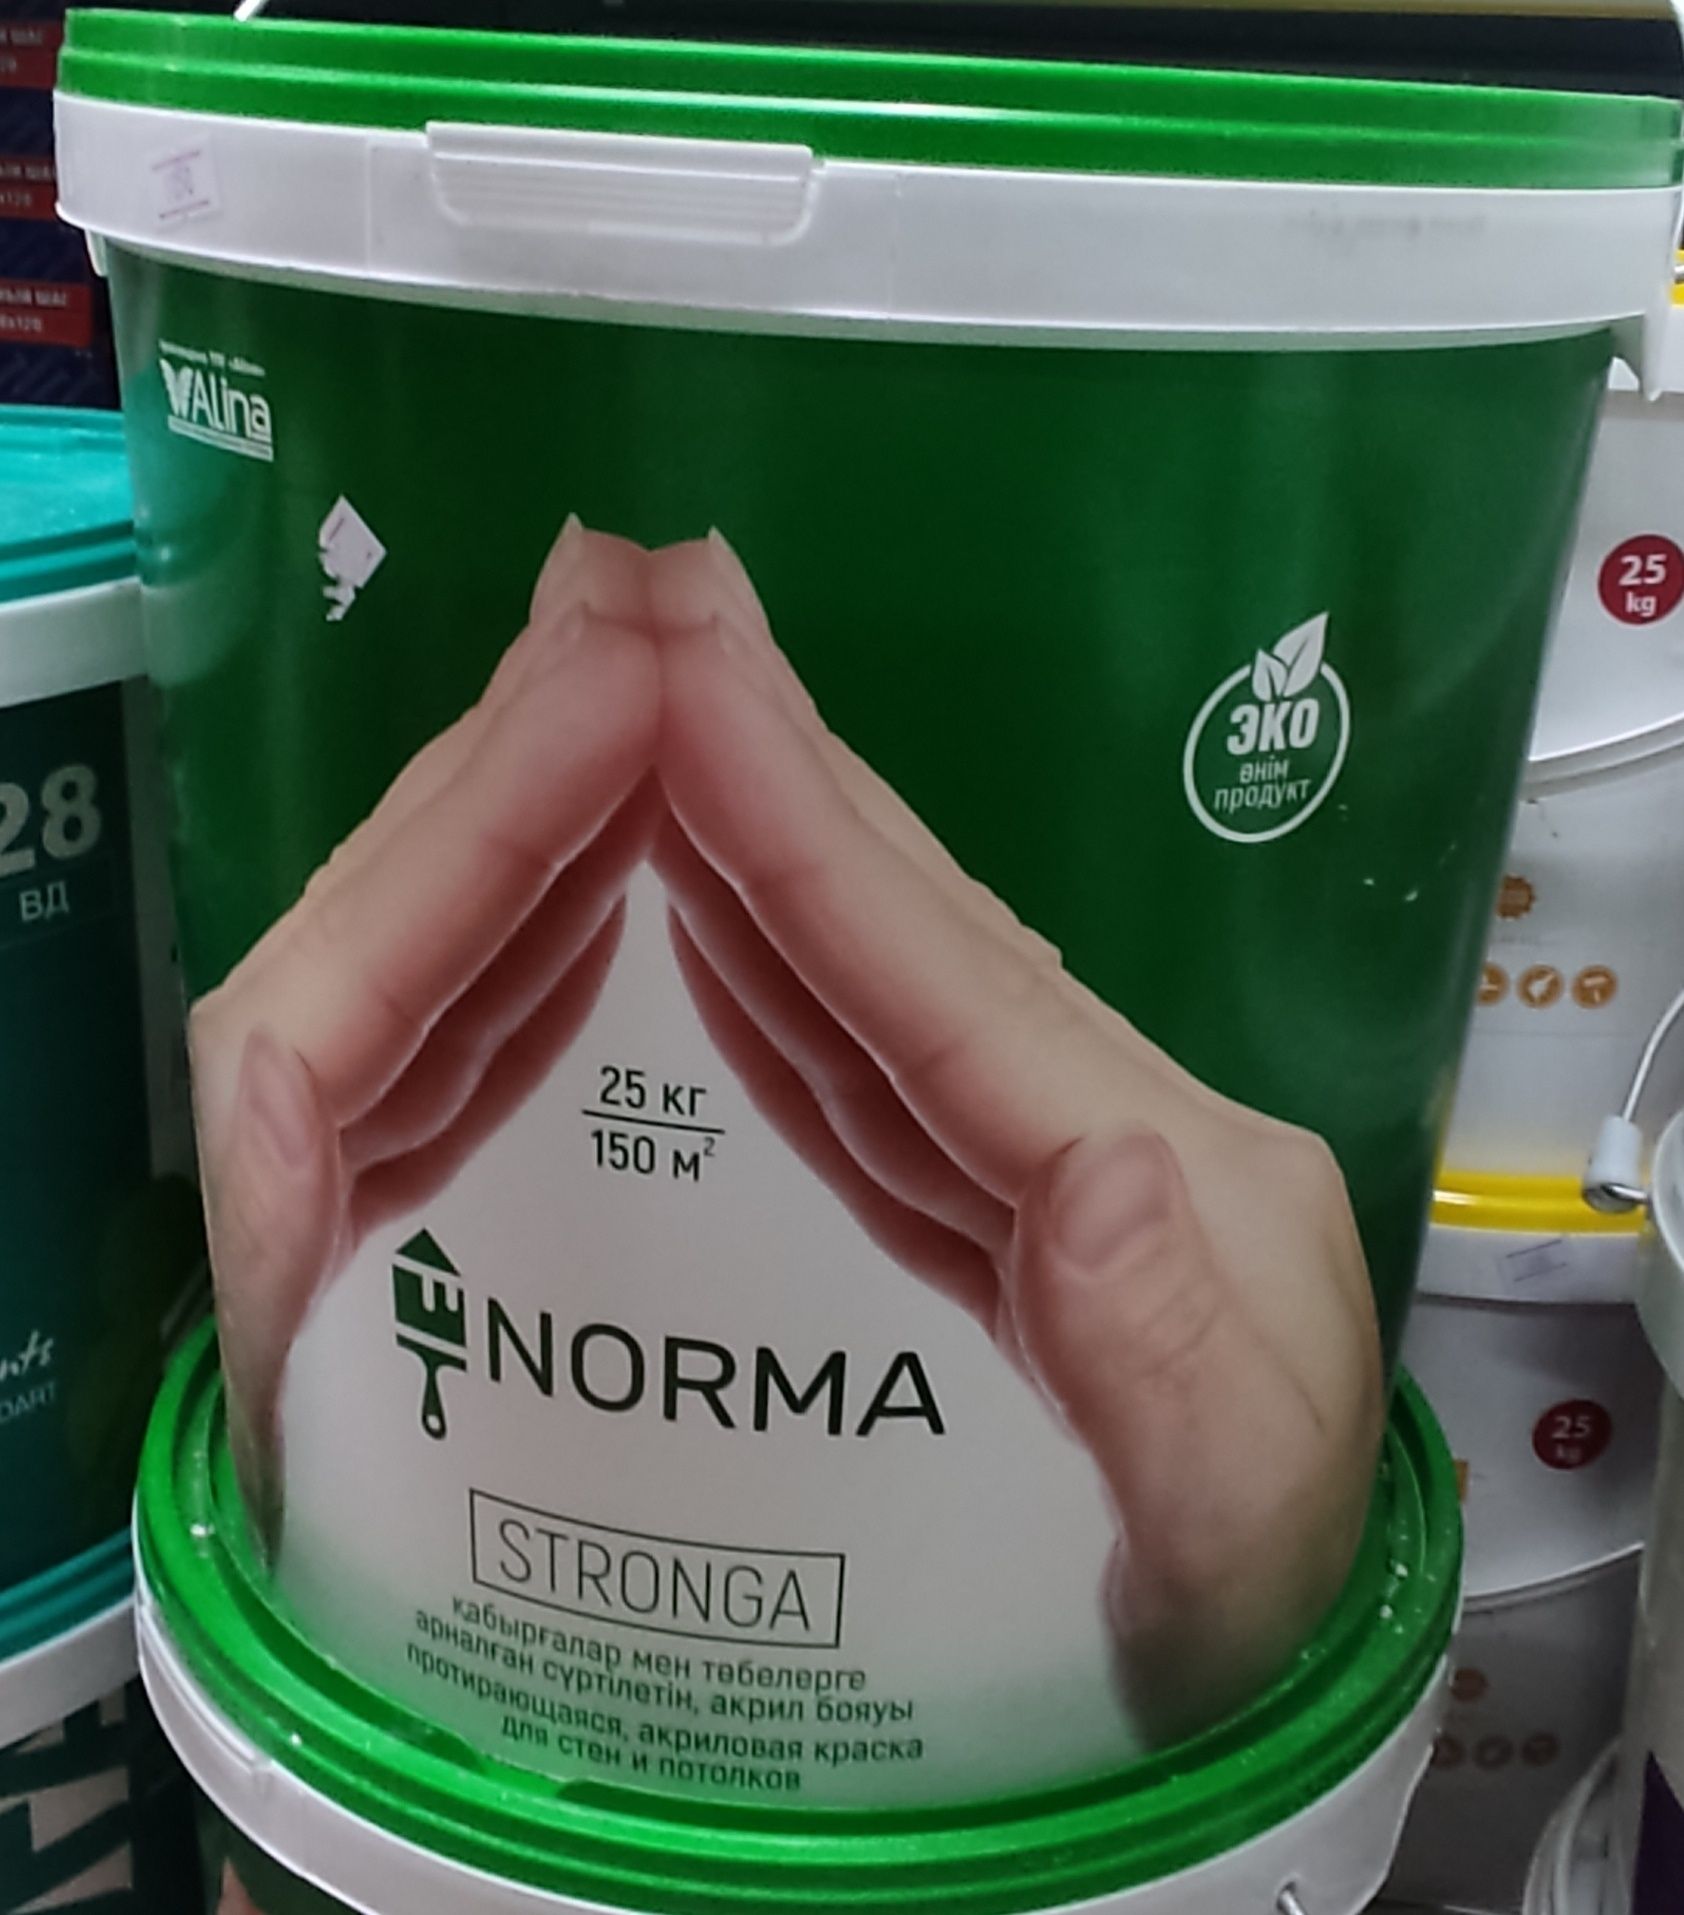 Alina
ЭКО
өнім
продукт
25 кг
150 м²
NORMA
STRONGA
қабырғалар мен төбелерге
арналған сүртілетін, акрил бояуы
протирающаяся, акриловая краска
для стен и потолков
28
ВД
25
kg
25
kg